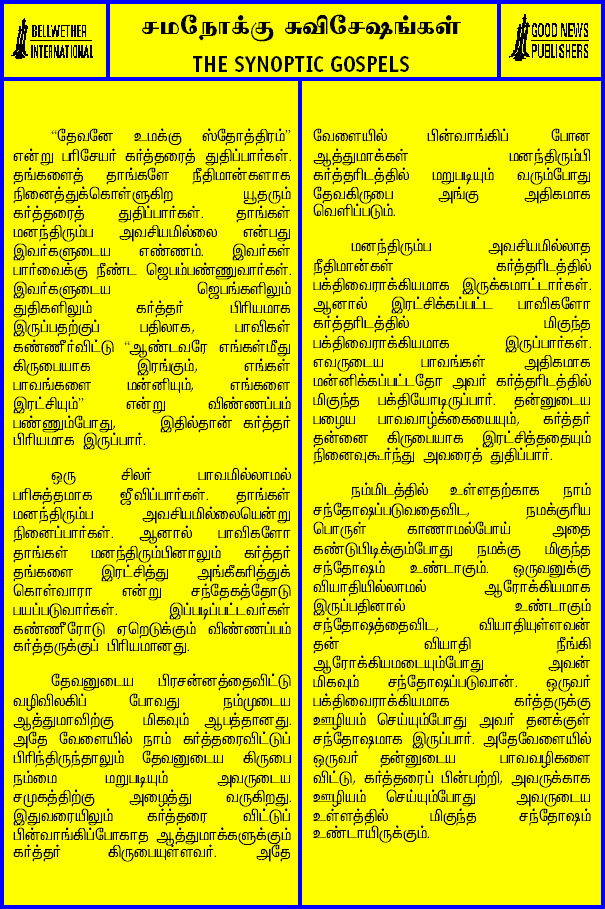 BELLWETHER
INTERNATIONAL
சமநோக்கு சுவிசேஷங்கள்
THE SYNOPTIC GOSPELS
GOOD NEWS
PUBLISHERS
“தேவனே உமக்கு ஸ்தோத்திரம்”
என்று பரிசேயர் கர்த்தரைத் துதிப்பார்கள்.
தங்களைத் தாங்களே நீதிமான்களாக
நினைத்துக்கொள்ளுகிற யூதரும்
கர்த்தரைத் துதிப்பார்கள். தாங்கள்
மனந்திரும்ப அவசியமில்லை என்பது
இவர்களுடைய எண்ணம். இவர்கள்
பார்வைக்கு நீண்ட ஜெபம்பண்ணுவார்கள்.
இவர்களுடைய ஜெபங்களிலும்
துதிகளிலும் கர்த்தர் பிரியமாக
இருப்பதற்குப் பதிலாக, பாவிகள்
கண்ணீர்விட்டு “ஆண்டவரே எங்கள்மீது
கிருபையாக இரங்கும், எங்கள்
பாவங்களை மன்னியும், எங்களை
இரட்சியும்” என்று விண்ணப்பம்
பண்ணும்போது, இதில்தான் கர்த்தர்
பிரியமாக இருப்பார்.
ஒரு சிலர் பாவமில்லாமல்
பரிசுத்தமாக ஜீவிப்பார்கள். தாங்கள்
மனந்திரும்ப அவசியமில்லையென்று
நினைப்பார்கள். ஆனால் பாவிகளோ
தாங்கள் மனந்திரும்பினாலும் கர்த்தர்
தங்களை இரட்சித்து அங்கீகரித்துக்
கொள்வாரா என்று சந்தேகத்தோடு
பயப்படுவார்கள். இப்படிப்பட்டவர்கள்
கண்ணீரோடு ஏறெடுக்கும் விண்ணப்பம்
கர்த்தருக்குப் பிரியமானது.
தேவனுடைய பிரசன்னத்தைவிட்டு
வழிவிலகிப் போவது நம்முடைய
ஆத்துமாவிற்கு மிகவும் ஆபத்தானது.
அதே வேளையில் நாம் கர்த்தரைவிட்டுப்
பிரிந்திருந்தாலும் தேவனுடைய கிருபை
நம்மை மறுபடியும் அவருடைய
சமுகத்திற்கு அழைத்து வருகிறது.
இதுவரையிலும் கர்த்தரை விட்டுப்
பின்வாங்கிப்போகாத ஆத்துமாக்களுக்கும்
கர்த்தர் கிருபையுள்ளவர். அதே
வேளையில் பின்வாங்கிப் போன
ஆத்துமாக்கள் மனந்திரும்பி
கர்த்தரிடத்தில் மறுபடியும் வரும்போது
தேவகிருபை அங்கு அதிகமாக
வெளிப்படும்.
மனந்திரும்ப அவசியமில்லாத
நீதிமான்கள் கர்த்தரிடத்தில்
பக்திவைராக்கியமாக இருக்கமாட்டார்கள்.
ஆனால் இரட்சிக்கப்பட்ட பாவிகளோ
கர்த்தரிடத்தில் மிகுந்த
பக்திவைராக்கியமாக இருப்பார்கள்.
எவருடைய பாவங்கள் அதிகமாக
மன்னிக்கப்பட்டதோ அவர் கர்த்தரிடத்தில்
மிகுந்த பக்தியோடிருப்பார். தன்னுடைய
பழைய பாவவாழ்க்கையையும், கர்த்தர்
தன்னை கிருபையாக இரட்சித்ததையும்
நினைவுகூர்ந்து அவரைத் துதிப்பார்.
நம்மிடத்தில் உள்ளதற்காக நாம்
சந்தோஷப்படுவதைவிட, நமக்குரிய
பொருள் காணாமல்போய் அதை
கண்டுபிடிக்கும்போது நமக்கு மிகுந்த
சந்தோஷம் உண்டாகும். ஒருவனுக்கு
வியாதியில்லாமல் ஆரோக்கியமாக
இருப்பதினால் உண்டாகும்
சந்தோஷத்தைவிட, வியாதியுள்ளவன்
தன் வியாதி நீங்கி
ஆரோக்கியமடையும்போது அவன்
மிகவும் சந்தோஷப்படுவான். ஒருவர்
பக்திவைராக்கியமாக கர்த்தருக்கு
ஊழியம் செய்யும்போது அவர் தனக்குள்
சந்தோஷமாக இருப்பார். அதேவேளையில்
ஒருவர் தன்னுடைய பாவவழிகளை
விட்டு, கர்த்தரைப் பின்பற்றி, அவருக்காக
ஊழியம் செய்யும்போது அவருடைய
உள்ளத்தில் மிகுந்த சந்தோஷம்
உண்டாயிருக்கும்.